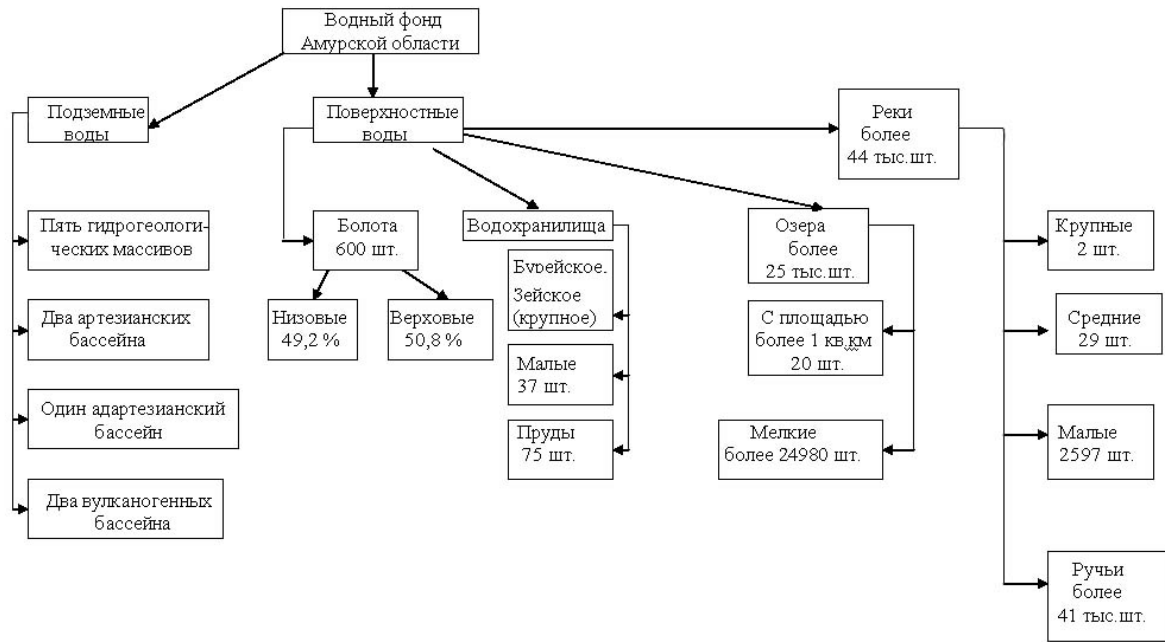 Водный фонд
Амурской области
Подземные
воды
Поверхностные
воды
Реки
более
44 тыс.шт.
Пять гидрогеологи-
ческих массивов
Два артезианских
бассейна
Один адартезианский
бассейн
Два вулканогенных
бассейна
Болота
600 шт.
Низовые
49,2 %
Верховые
50,8 %
Водохранилища
Бурейское,
Зейское
(крупное)
Малые
37 шт.
Пруды
75 шт.
Озера
более
25 тыс.шт.
С площадью
более 1 кв,км
20 шт.
Мелкие
более 24980 шт.
Крупные
2 шт.
Средние
29 шт.
Малые
2597 шт.
Ручьи
более
41 тыс.шт.